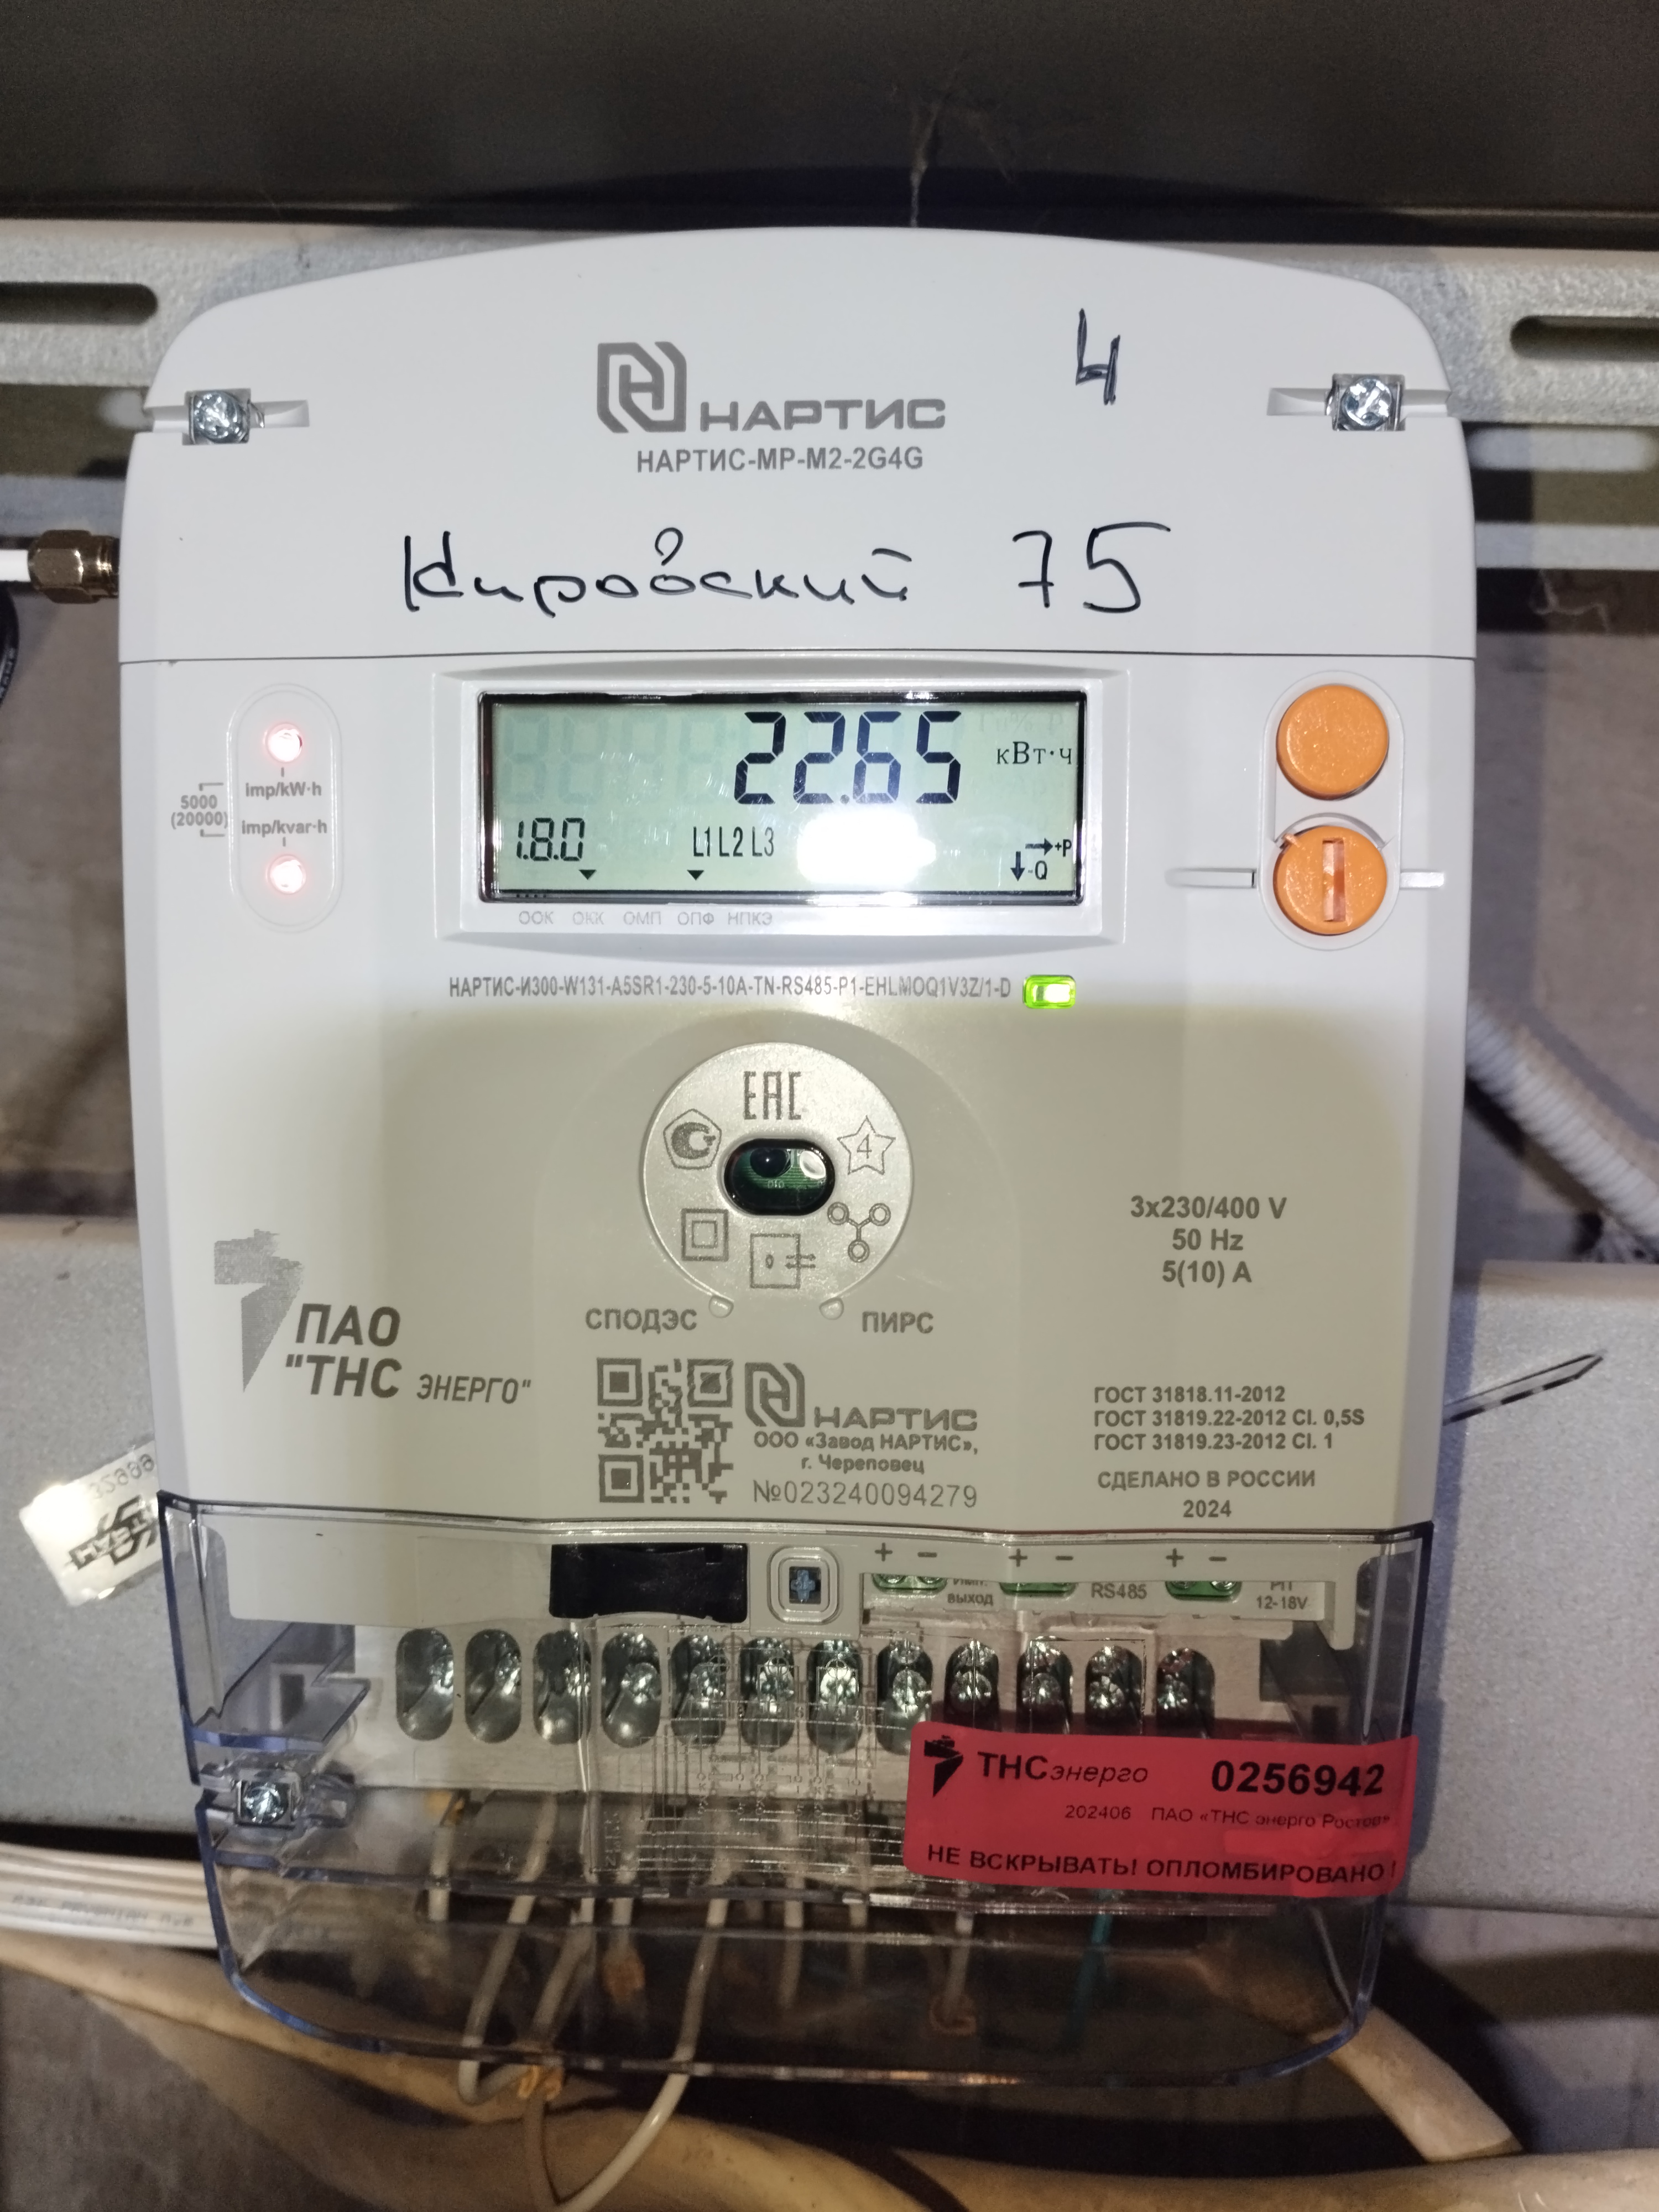 4
НАРТИС
НАРТИС-МР-М2-2G4G
Кировский 75
22.65 кВт·ч
1.8.0 L1 L2 L3 +P
-Q
ООК ОКК ОМП ОПФ НПКЭ
imp/kW·h
5000
(20000)
imp/kvar·h
НАРТИС-И300-W131-A5SR1-230-5-10A-TN-RS485-P1-EHLMOQ1V3Z/1-D
EAC
4
3x230/400 V
50 Hz
5(10) A
СПОДЭС ПИРС
ПАО
"ТНС энерго"
НАРТИС
ООО «Завод НАРТИС»,
г. Череповец
№023240094279
ГОСТ 31818.11-2012
ГОСТ 31819.22-2012 Cl. 0,5S
ГОСТ 31819.23-2012 Cl. 1
СДЕЛАНО В РОССИИ
2024
+ − + − + −
ВЫХОД
RS485
12-18V
ТНСэнерго 0256942
202406 ПАО «ТНС энерго Ростов»
НЕ ВСКРЫВАТЬ! ОПЛОМБИРОВАНО!